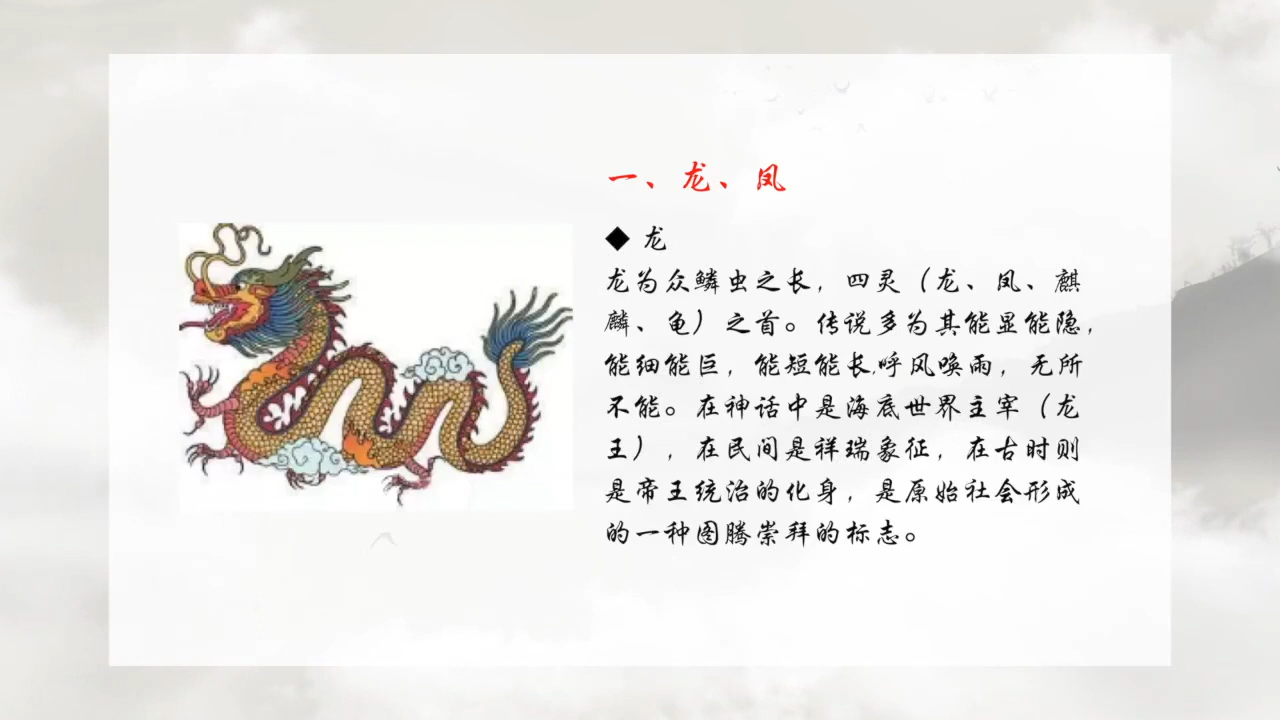 一、龙、凤
◆ 龙
龙为众鳞虫之长，四灵（龙、凤、麒
麟、龟）之首。传说多为其能显能隐，
能细能巨，能短能长,呼风唤雨，无所
不能。在神话中是海底世界主宰（龙
王），在民间是祥瑞象征，在古时则
是帝王统治的化身，是原始社会形成
的一种图腾崇拜的标志。